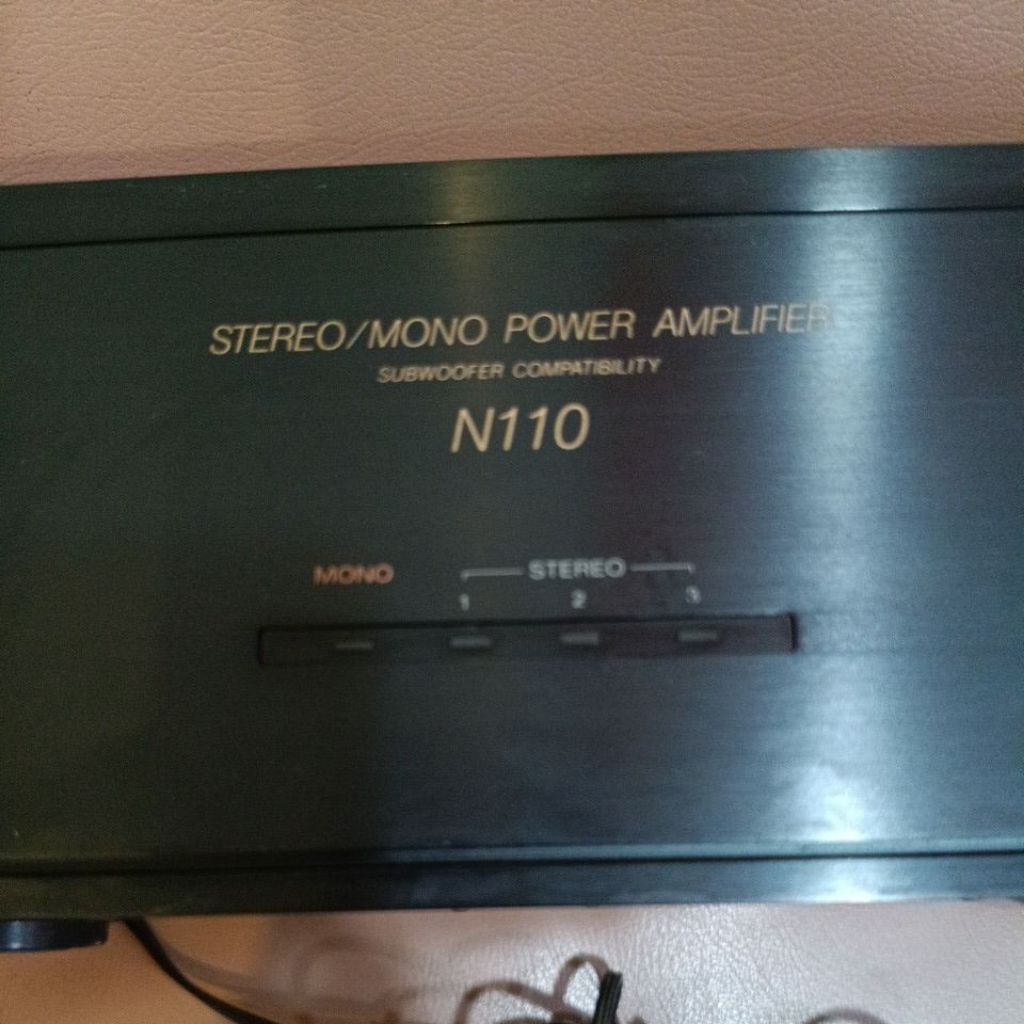 STEREO/MONO POWER AMPLIFIER
SUBWOOFER COMPATIBILITY
N110
MONO STEREO
1 2 3